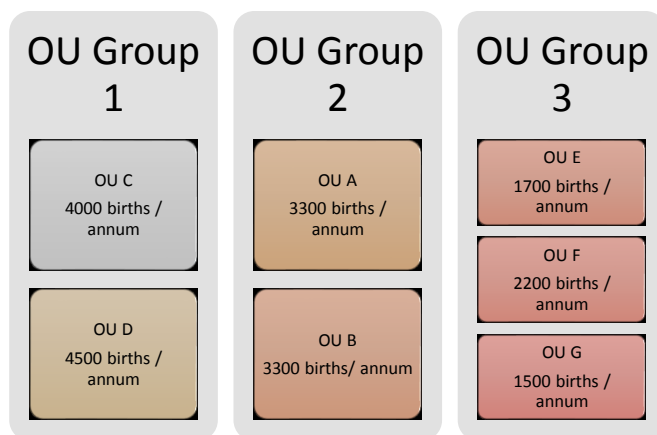 OU Group
1
OU C
4000 births /
annum
OU D
4500 births /
annum
OU Group
2
OU A
3300 births /
annum
OU B
3300 births/ annum
OU Group
3
OU E
1700 births /
annum
OU F
2200 births /
annum
OU G
1500 births /
annum